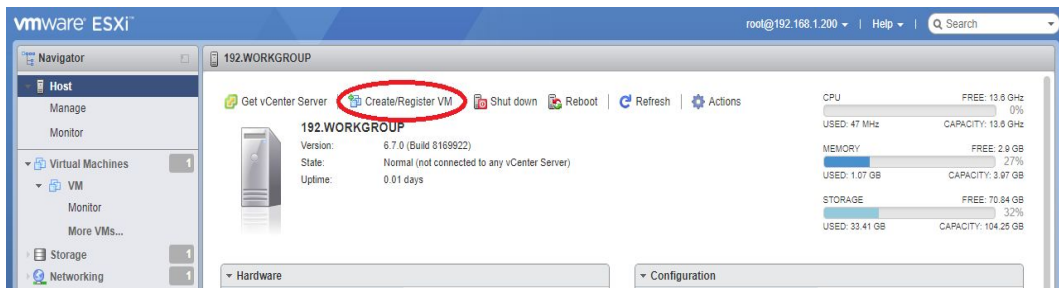 vmware ESXi
root@192.168.1.200 | Help | Search
Navigator
Host
Manage
Monitor
Virtual Machines 1
VM
Monitor
More VMs...
Storage 1
Networking 1
192.WORKGROUP
Get vCenter Server | Create/Register VM | Shut down Reboot | Refresh | Actions
192.WORKGROUP
Version: 6.7.0 (Build 8169922)
State: Normal (not connected to any vCenter Server)
Uptime: 0.01 days
CPU FREE: 13.6 GHz
0%
USED: 47 MHz CAPACITY: 13.6 GHz
MEMORY FREE: 2.9 GB
27%
USED: 1.07 GB CAPACITY: 3.97 GB
STORAGE FREE: 70.84 GB
32%
USED: 33.41 GB CAPACITY: 104.25 GB
Hardware
Configuration